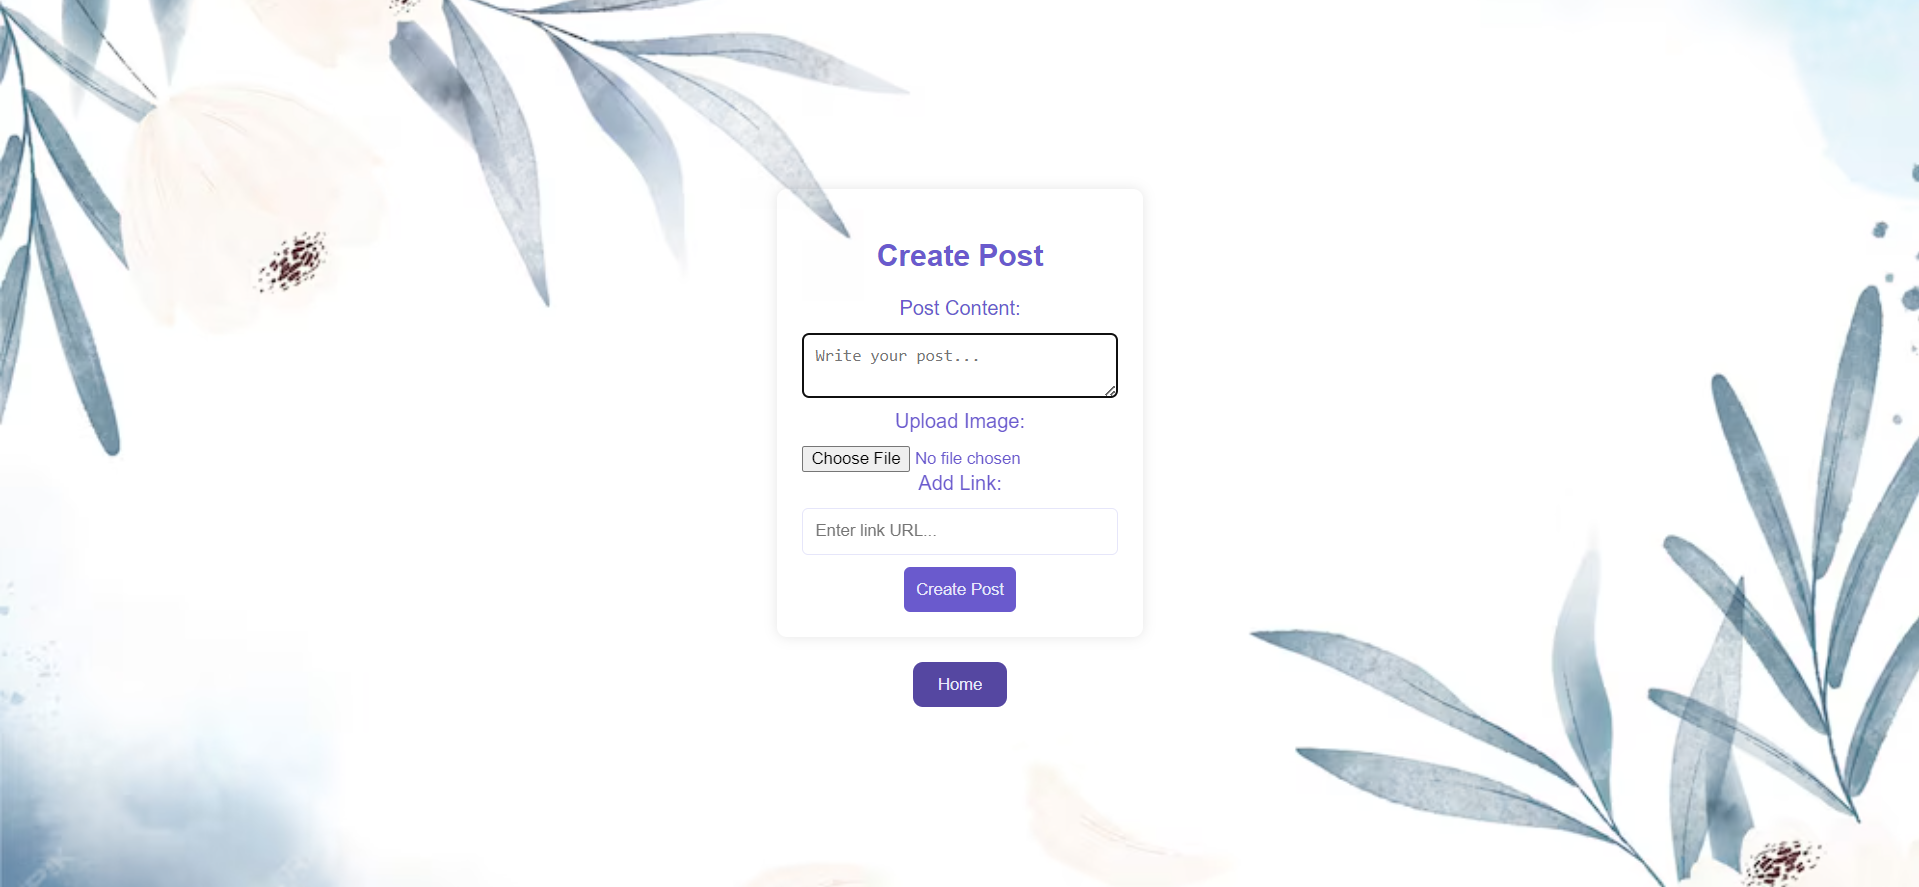 Create Post
Post Content:
Write your post...
Upload Image:
Choose File No file chosen
Add Link:
Enter link URL...
Create Post
Home